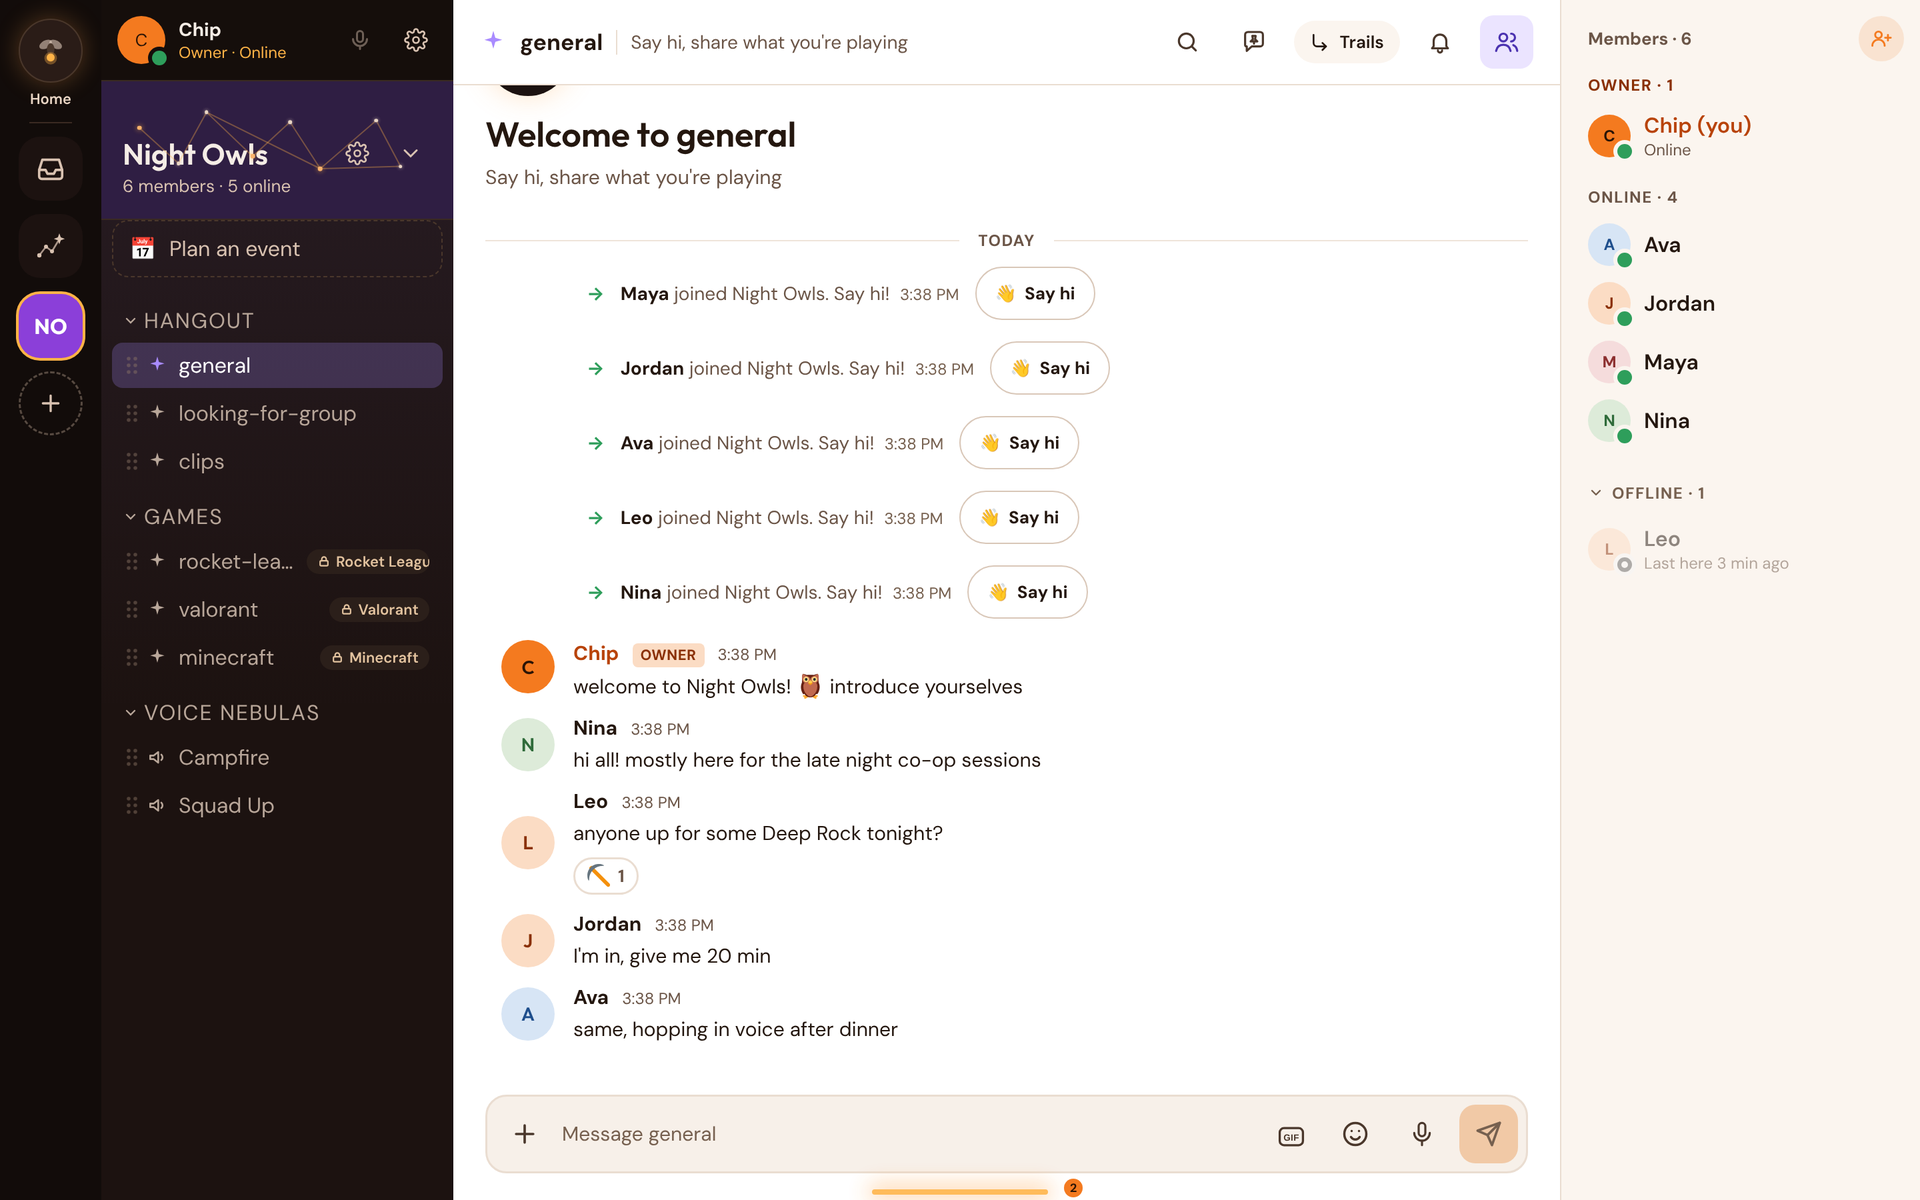 Home
NO
C
Chip
Owner · Online
Night Owls
6 members · 5 online
July
17
Plan an event
HANGOUT
general
looking-for-group
clips
GAMES
rocket-lea...
Rocket Leagu
valorant
Valorant
minecraft
Minecraft
VOICE NEBULAS
Campfire
Squad Up
general
Say hi, share what you're playing
Trails
Welcome to general
Say hi, share what you're playing
TODAY
Maya joined Night Owls. Say hi! 3:38 PM
Say hi
Jordan joined Night Owls. Say hi! 3:38 PM
Say hi
Ava joined Night Owls. Say hi! 3:38 PM
Say hi
Leo joined Night Owls. Say hi! 3:38 PM
Say hi
Nina joined Night Owls. Say hi! 3:38 PM
Say hi
C
Chip OWNER 3:38 PM
welcome to Night Owls! 🦉 introduce yourselves
N
Nina 3:38 PM
hi all! mostly here for the late night co-op sessions
L
Leo 3:38 PM
anyone up for some Deep Rock tonight?
1
J
Jordan 3:38 PM
I'm in, give me 20 min
A
Ava 3:38 PM
same, hopping in voice after dinner
Message general
GIF
2
Members · 6
OWNER · 1
C
Chip (you)
Online
ONLINE · 4
A
Ava
J
Jordan
M
Maya
N
Nina
OFFLINE · 1
L
Leo
Last here 3 min ago